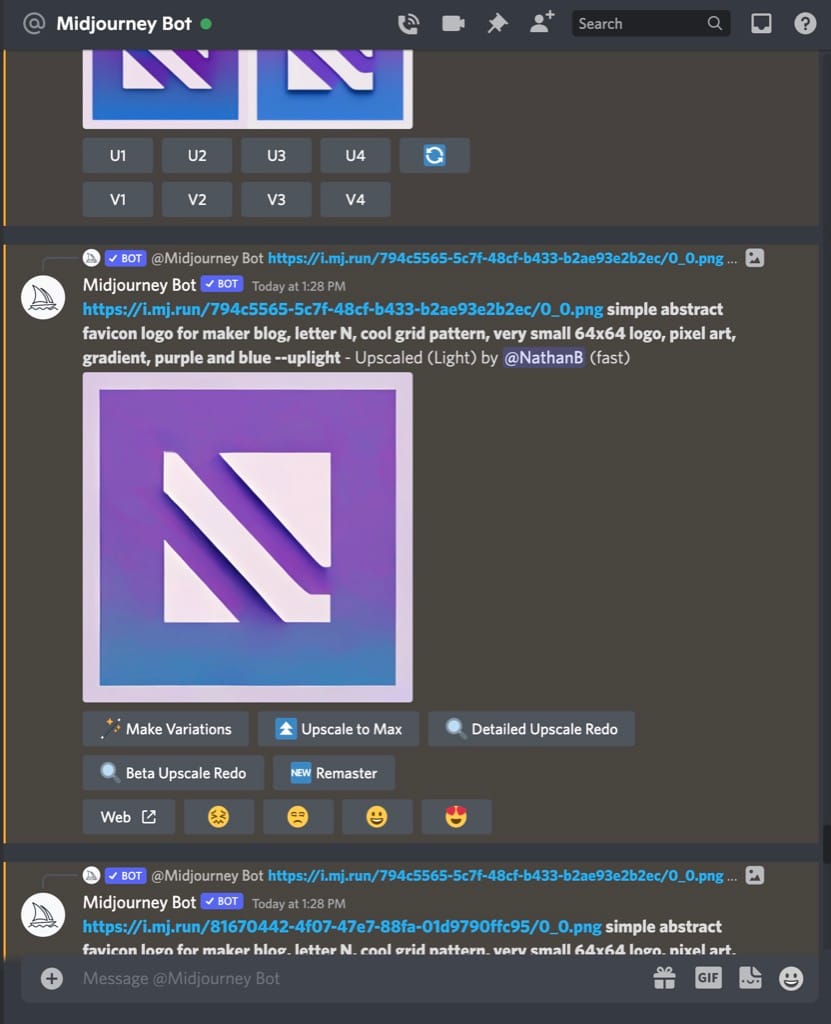 Midjourney Bot
Search
U1 U2 U3 U4
V1 V2 V3 V4
BOT @Midjourney Bot https://i.mj.run/794c5565-5c7f-48cf-b433-b2ae93e2b2ec/0_0.png ...
Midjourney Bot BOT Today at 1:28 PM
https://i.mj.run/794c5565-5c7f-48cf-b433-b2ae93e2b2ec/0_0.png simple abstract
favicon logo for maker blog, letter N, cool grid pattern, very small 64x64 logo, pixel art,
gradient, purple and blue --uplight - Upscaled (Light) by @NathanB (fast)
Make Variations Upscale to Max Detailed Upscale Redo
Beta Upscale Redo NEW Remaster
Web
BOT @Midjourney Bot https://i.mj.run/794c5565-5c7f-48cf-b433-b2ae93e2b2ec/0_0.png ...
Midjourney Bot BOT Today at 1:28 PM
https://i.mj.run/81670442-4f07-47e7-88fa-01d9790ffc95/0_0.png simple abstract
favicon logo for maker blog, letter N, cool grid pattern, very small 64x64 logo, pixel art,
Message @Midjourney Bot
GIF